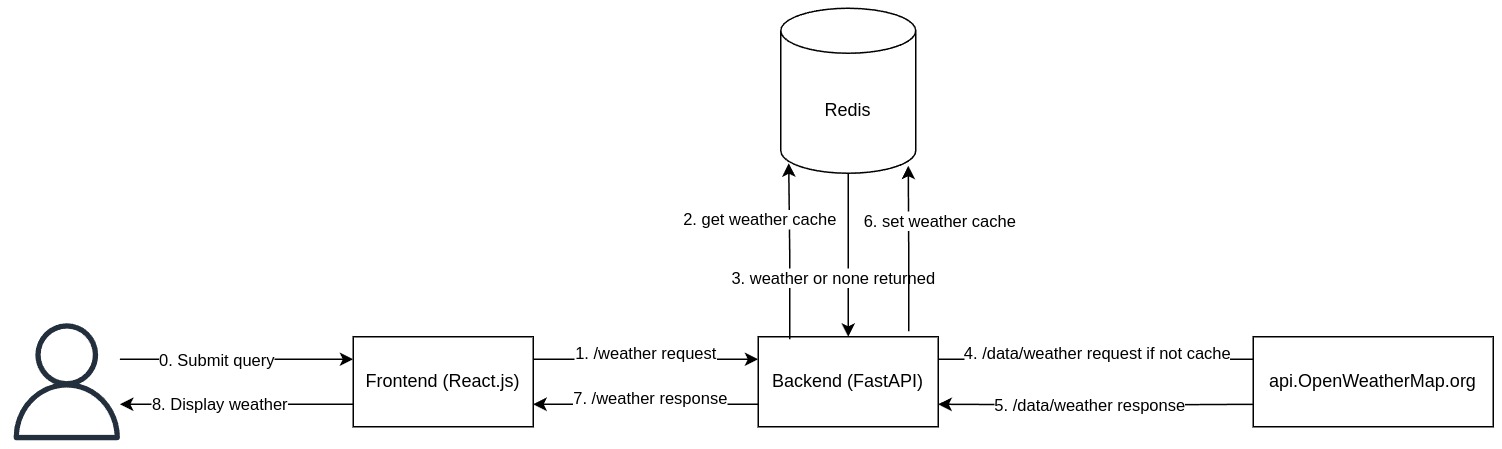 Redis
2. get weather cache
6. set weather cache
3. weather or none returned
0. Submit query
Frontend (React.js)
1. /weather request
Backend (FastAPI)
4. /data/weather request if not cache
api.OpenWeatherMap.org
8. Display weather
7. /weather response
5. /data/weather response